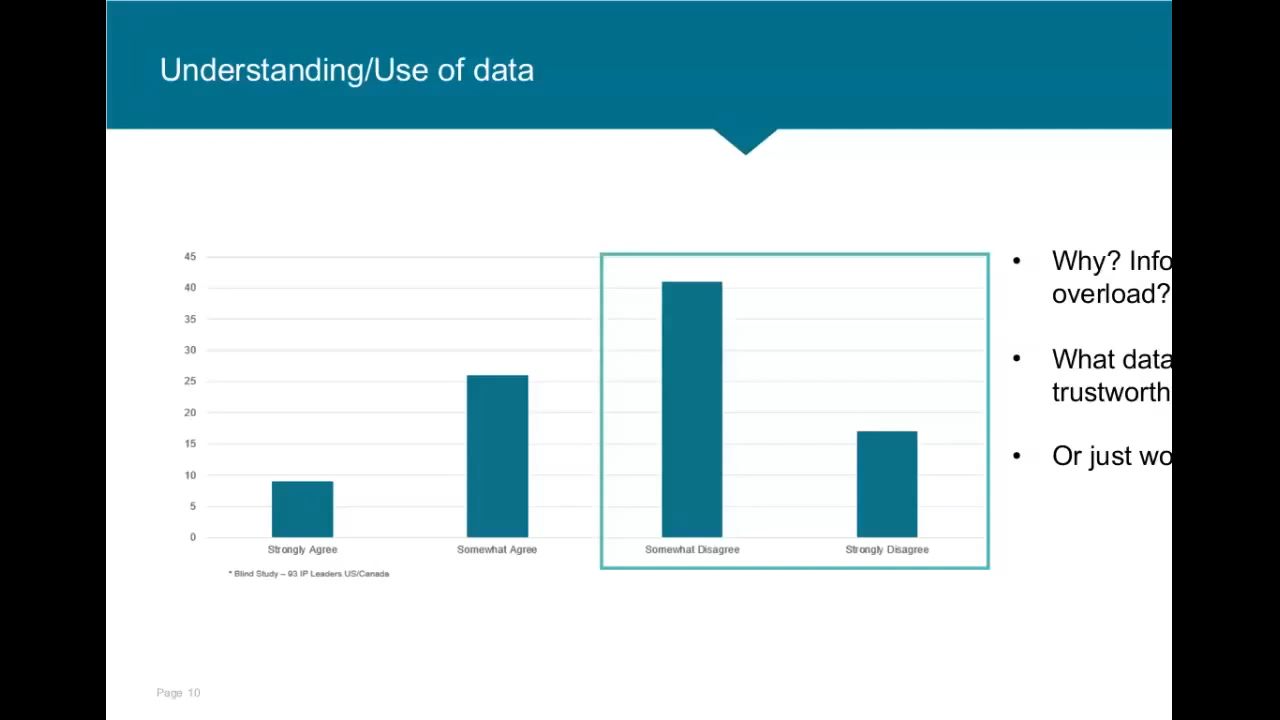 Understanding/Use of data
45
40
35
30
25
20
15
10
5
0
Strongly Agree
Somewhat Agree
Somewhat Disagree
Strongly Disagree
* Blind Study – 93 IP Leaders US/Canada
• Why? Info
overload?
• What data
trustworth
• Or just wo
Page 10